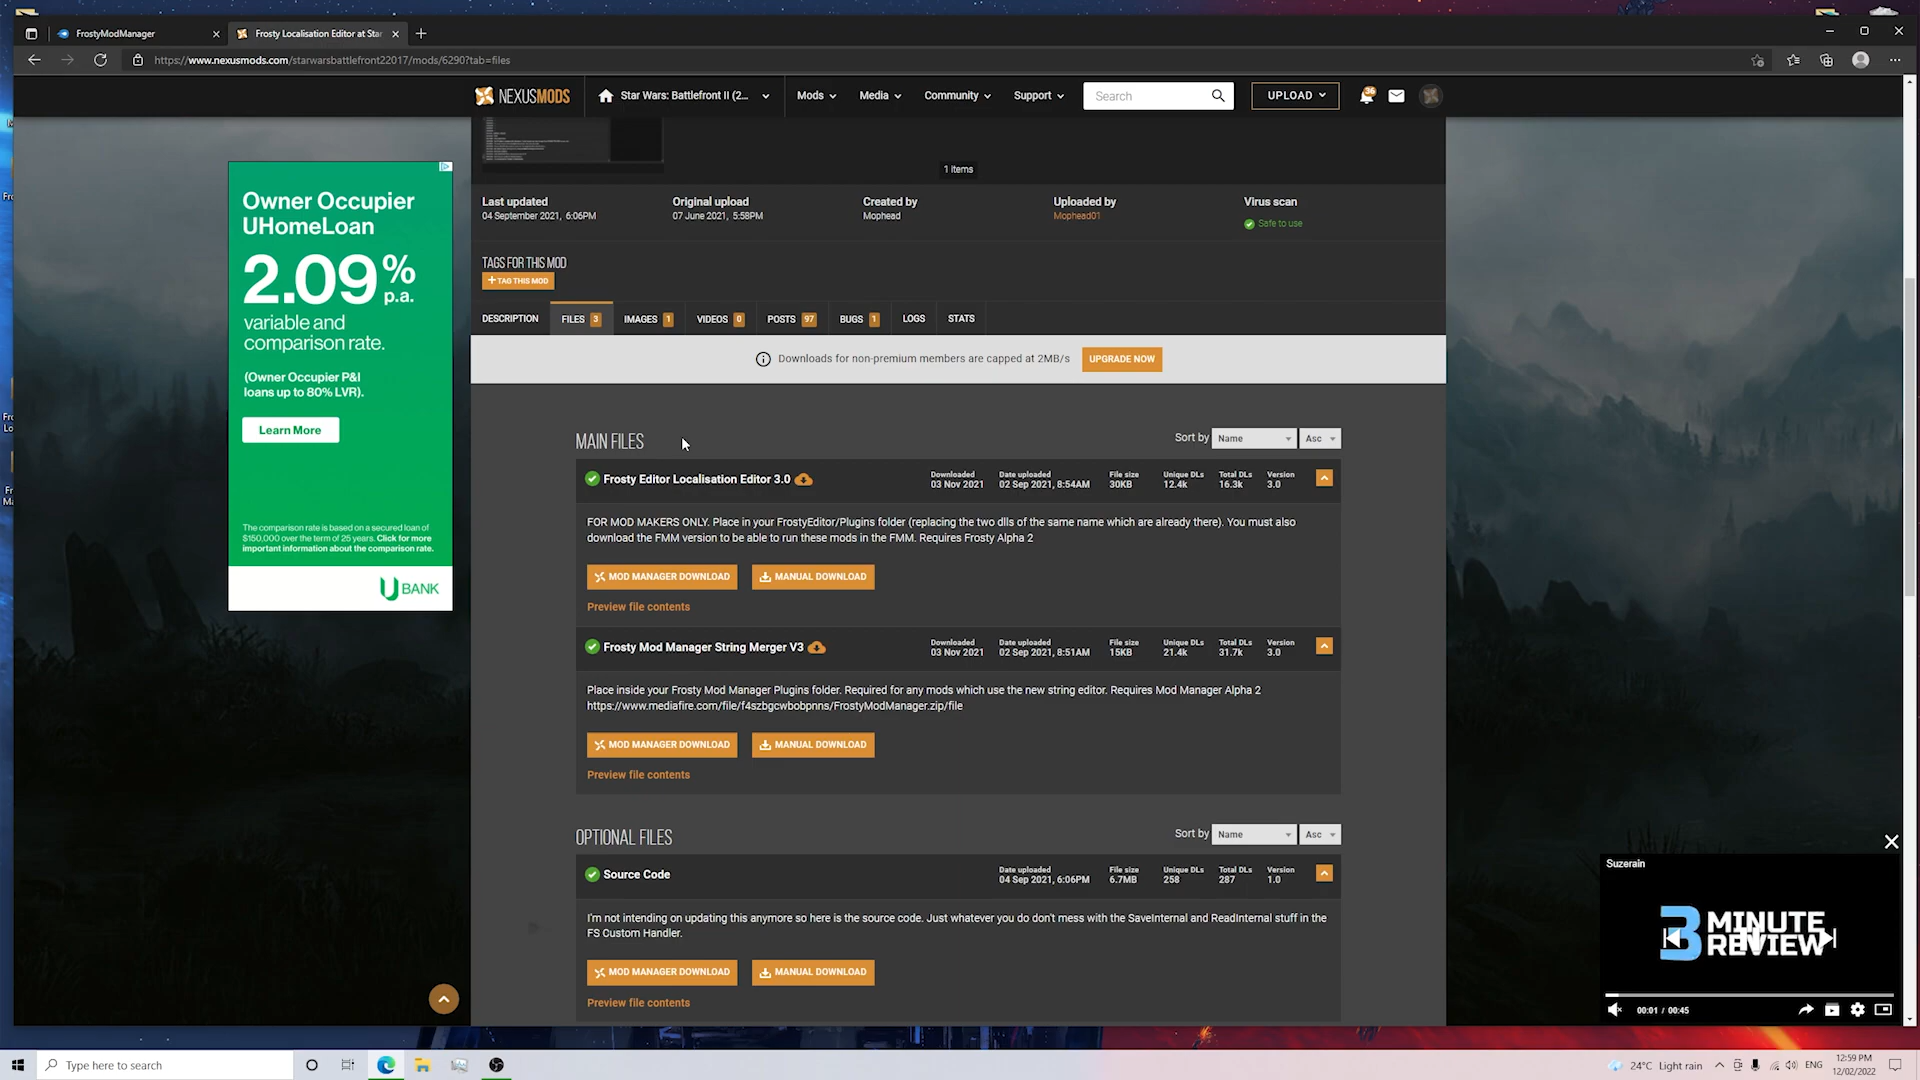 FrostyModManager
Frosty Localisation Editor at Star
https://www.nexusmods.com/starwarsbattlefront22017/mods/6290?tab=files
NEXUSMODS
Star Wars: Battlefront II (2...
Mods
Media
Community
Support
Search
UPLOAD
36
1 items
Last updated
04 September 2021, 6:06PM
Original upload
07 June 2021, 5:58PM
Created by
Mophead
Uploaded by
Mophead01
Virus scan
Safe to use
TAGS FOR THIS MOD
+ TAG THIS MOD
DESCRIPTION
FILES 3
IMAGES 1
VIDEOS 0
POSTS 97
BUGS 1
LOGS
STATS
Downloads for non-premium members are capped at 2MB/s
UPGRADE NOW
Owner Occupier
UHomeLoan
2.09% p.a.
variable and
comparison rate.
(Owner Occupier P&I
loans up to 80% LVR).
Learn More
The comparison rate is based on a secured loan of
$150,000 over the term of 25 years. Click for more
important information about the comparison rate.
UBANK
MAIN FILES
Sort by Name Asc
Frosty Editor Localisation Editor 3.0
Downloaded
03 Nov 2021
Date uploaded
02 Sep 2021, 8:54AM
File size
30KB
Unique DLs
12.4k
Total DLs
16.3k
Version
3.0
FOR MOD MAKERS ONLY. Place in your FrostyEditor/Plugins folder (replacing the two dlls of the same name which are already there). You must also
download the FMM version to be able to run these mods in the FMM. Requires Frosty Alpha 2
MOD MANAGER DOWNLOAD
MANUAL DOWNLOAD
Preview file contents
Frosty Mod Manager String Merger V3
Downloaded
03 Nov 2021
Date uploaded
02 Sep 2021, 8:51AM
File size
15KB
Unique DLs
21.4k
Total DLs
31.7k
Version
3.0
Place inside your Frosty Mod Manager Plugins folder. Required for any mods which use the new string editor. Requires Mod Manager Alpha 2
https://www.mediafire.com/file/f4szbgcwbobpnns/FrostyModManager.zip/file
MOD MANAGER DOWNLOAD
MANUAL DOWNLOAD
Preview file contents
OPTIONAL FILES
Sort by Name Asc
Source Code
Date uploaded
04 Sep 2021, 6:06PM
File size
6.7MB
Unique DLs
258
Total DLs
287
Version
1.0
I'm not intending on updating this anymore so here is the source code. Just whatever you do don't mess with the SaveInternal and ReadInternal stuff in the
FS Custom Handler.
MOD MANAGER DOWNLOAD
MANUAL DOWNLOAD
Preview file contents
Suzerain
3 MINUTE
REVIEW
00:01 / 00:45
Type here to search
24°C Light rain
ENG
12:59 PM
12/02/2022